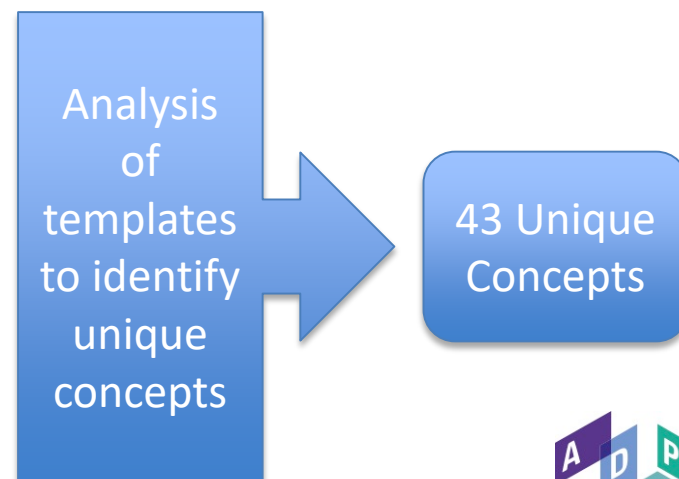 Analysis
of
templates
to identify
unique
concepts
43 Unique
Concepts
A D P